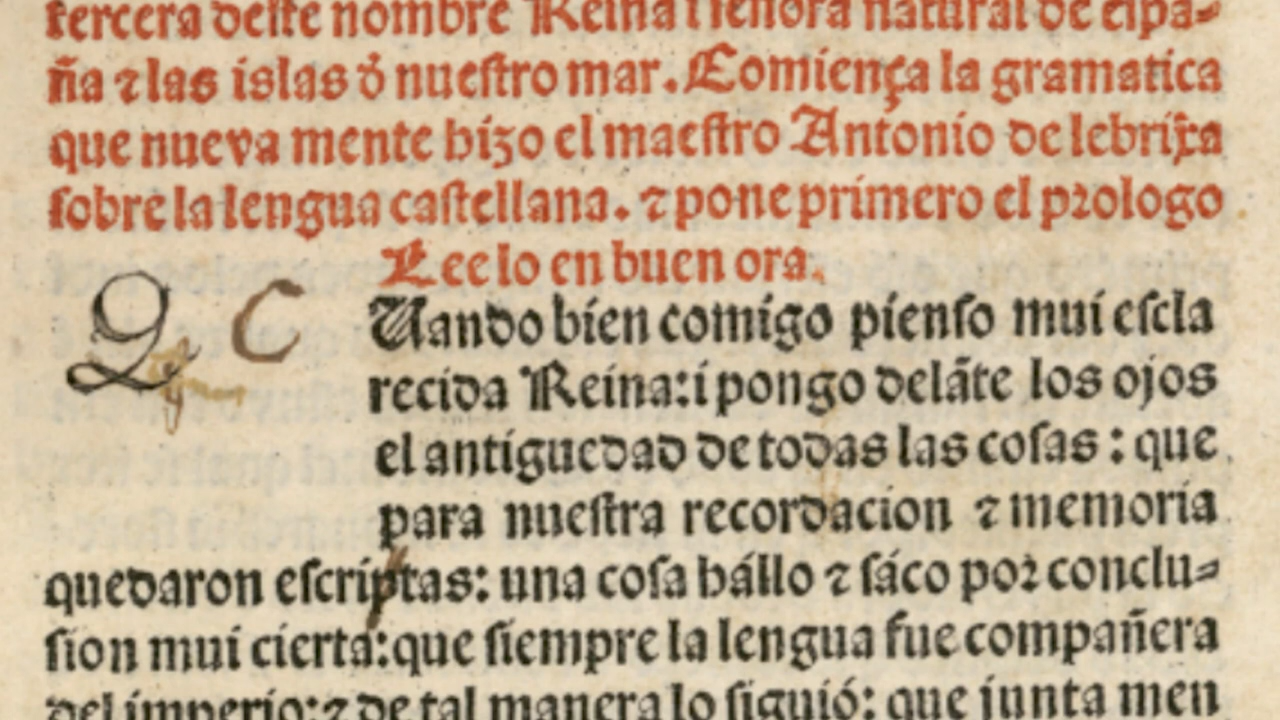 tercera deste nombre Reina i señora natural de espa-
ña ⁊ las islas đ nuestro mar. Comiença la gramatica
que nueva mente hizo el maestro Antonio de lebrixa
sobre la lengua castellana. ⁊ pone primero el prologo
Lee lo en buen ora.
Q C
Uando bien comigo pienso mui escla
recida Reina: i pongo delãte los ojos
el antiguedad de todas las cosas: que
para nuestra recordacion ⁊ memoria
quedaron escriptas: una cosa hállo ⁊ sáco por conclu-
sion mui cierta: que siempre la lengua fue compañera
del imperio: ⁊ de tal manera lo siguió: que junta men